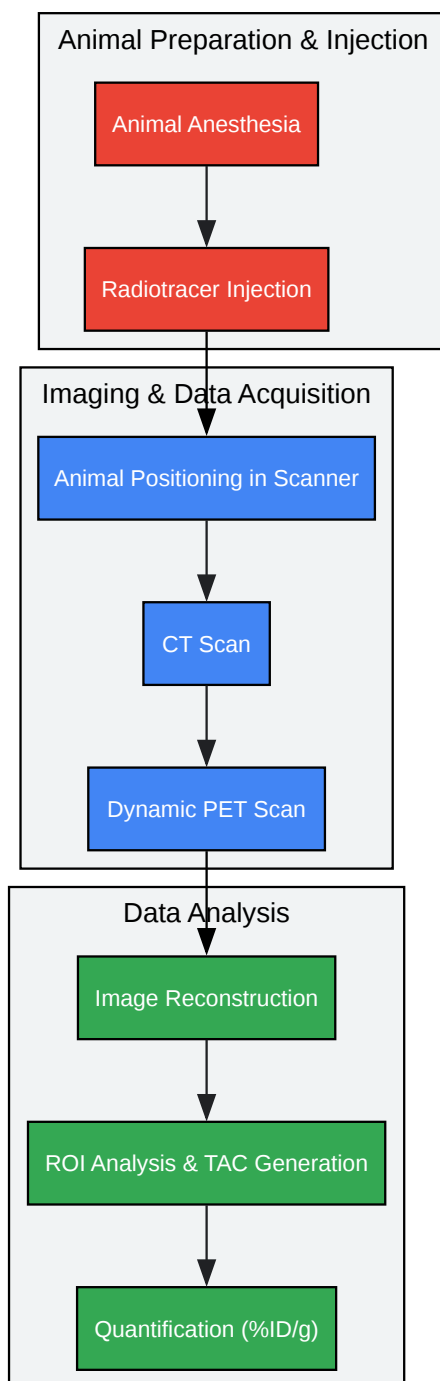 Animal Preparation & Injection
Animal Anesthesia
Radiotracer Injection
Imaging & Data Acquisition
Animal Positioning in Scanner
CT Scan
Dynamic PET Scan
Data Analysis
Image Reconstruction
ROI Analysis & TAC Generation
Quantification (%ID/g)